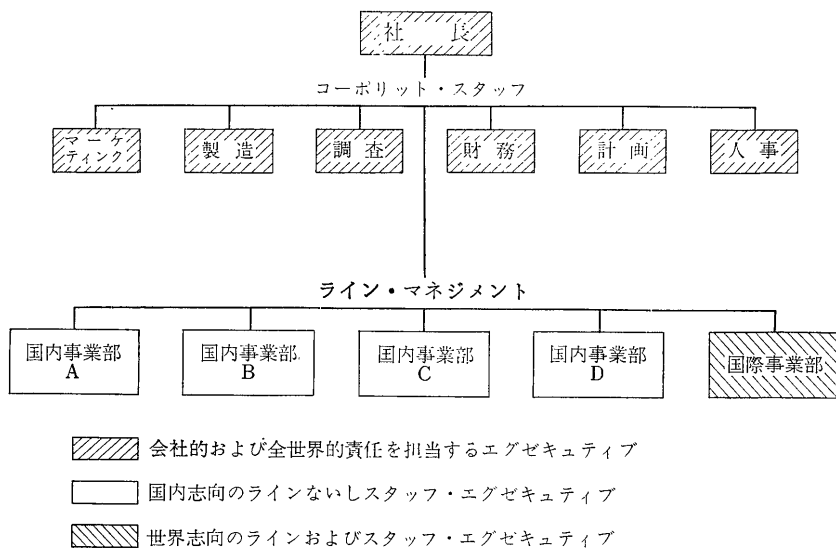 社長
コーポリット・スタッフ
マーケ
ティング
製造
調査
財務
計画
人事
ライン・マネジメント
国内事業部
A
国内事業部
B
国内事業部
C
国内事業部
D
国際事業部
会社的および全世界的責任を担当するエグゼキュティブ
国内志向のラインないしスタッフ・エグゼキュティブ
世界志向のラインおよびスタッフ・エグゼキュティブ